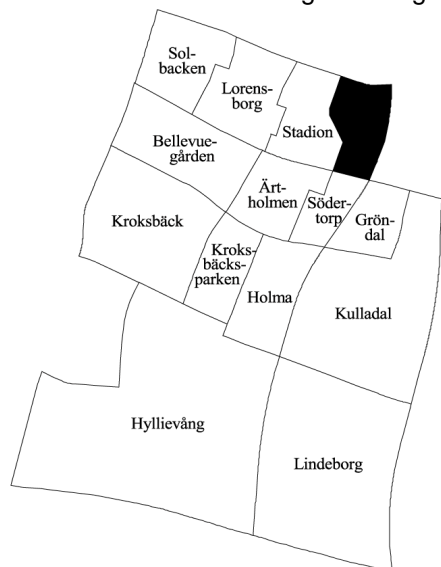 Sol-
backen
Lorens-
borg
Stadion
Bellevue-
gården
Ärt-
holmen
Söder-
torp
Grön-
dal
Kroksbäck
Kroks-
bäcks-
parken
Holma
Kulladal
Hyllievång
Lindeborg